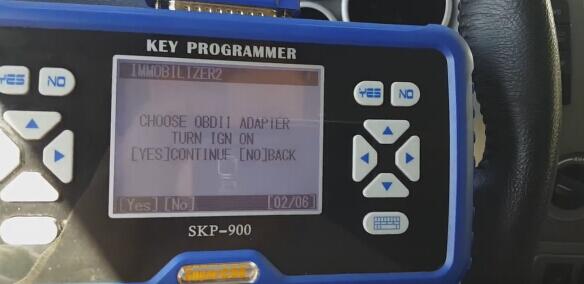 KEY PROGRAMMER
IMMOBILIZER2
YES NO
YES NO
CHOOSE OBDII ADAPTER
TURN IGN ON
[YES]CONTINUE [NO]BACK
[Yes] [No] [02/06]
SKP-900